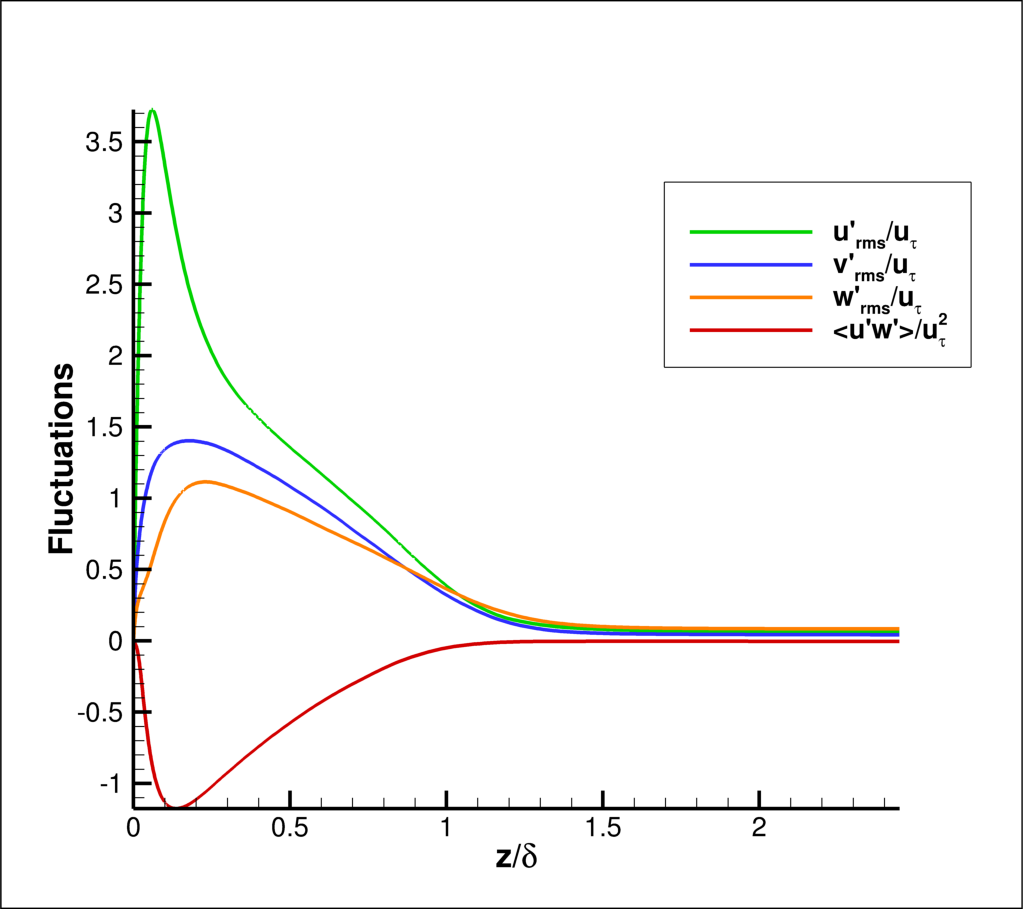 3.5
3
2.5
2
1.5
1
0.5
0
-0.5
-1
Fluctuations
0 0.5 1 1.5 2
z/δ
u'rms/uτ
v'rms/uτ
w'rms/uτ
<u'w'>/u²τ